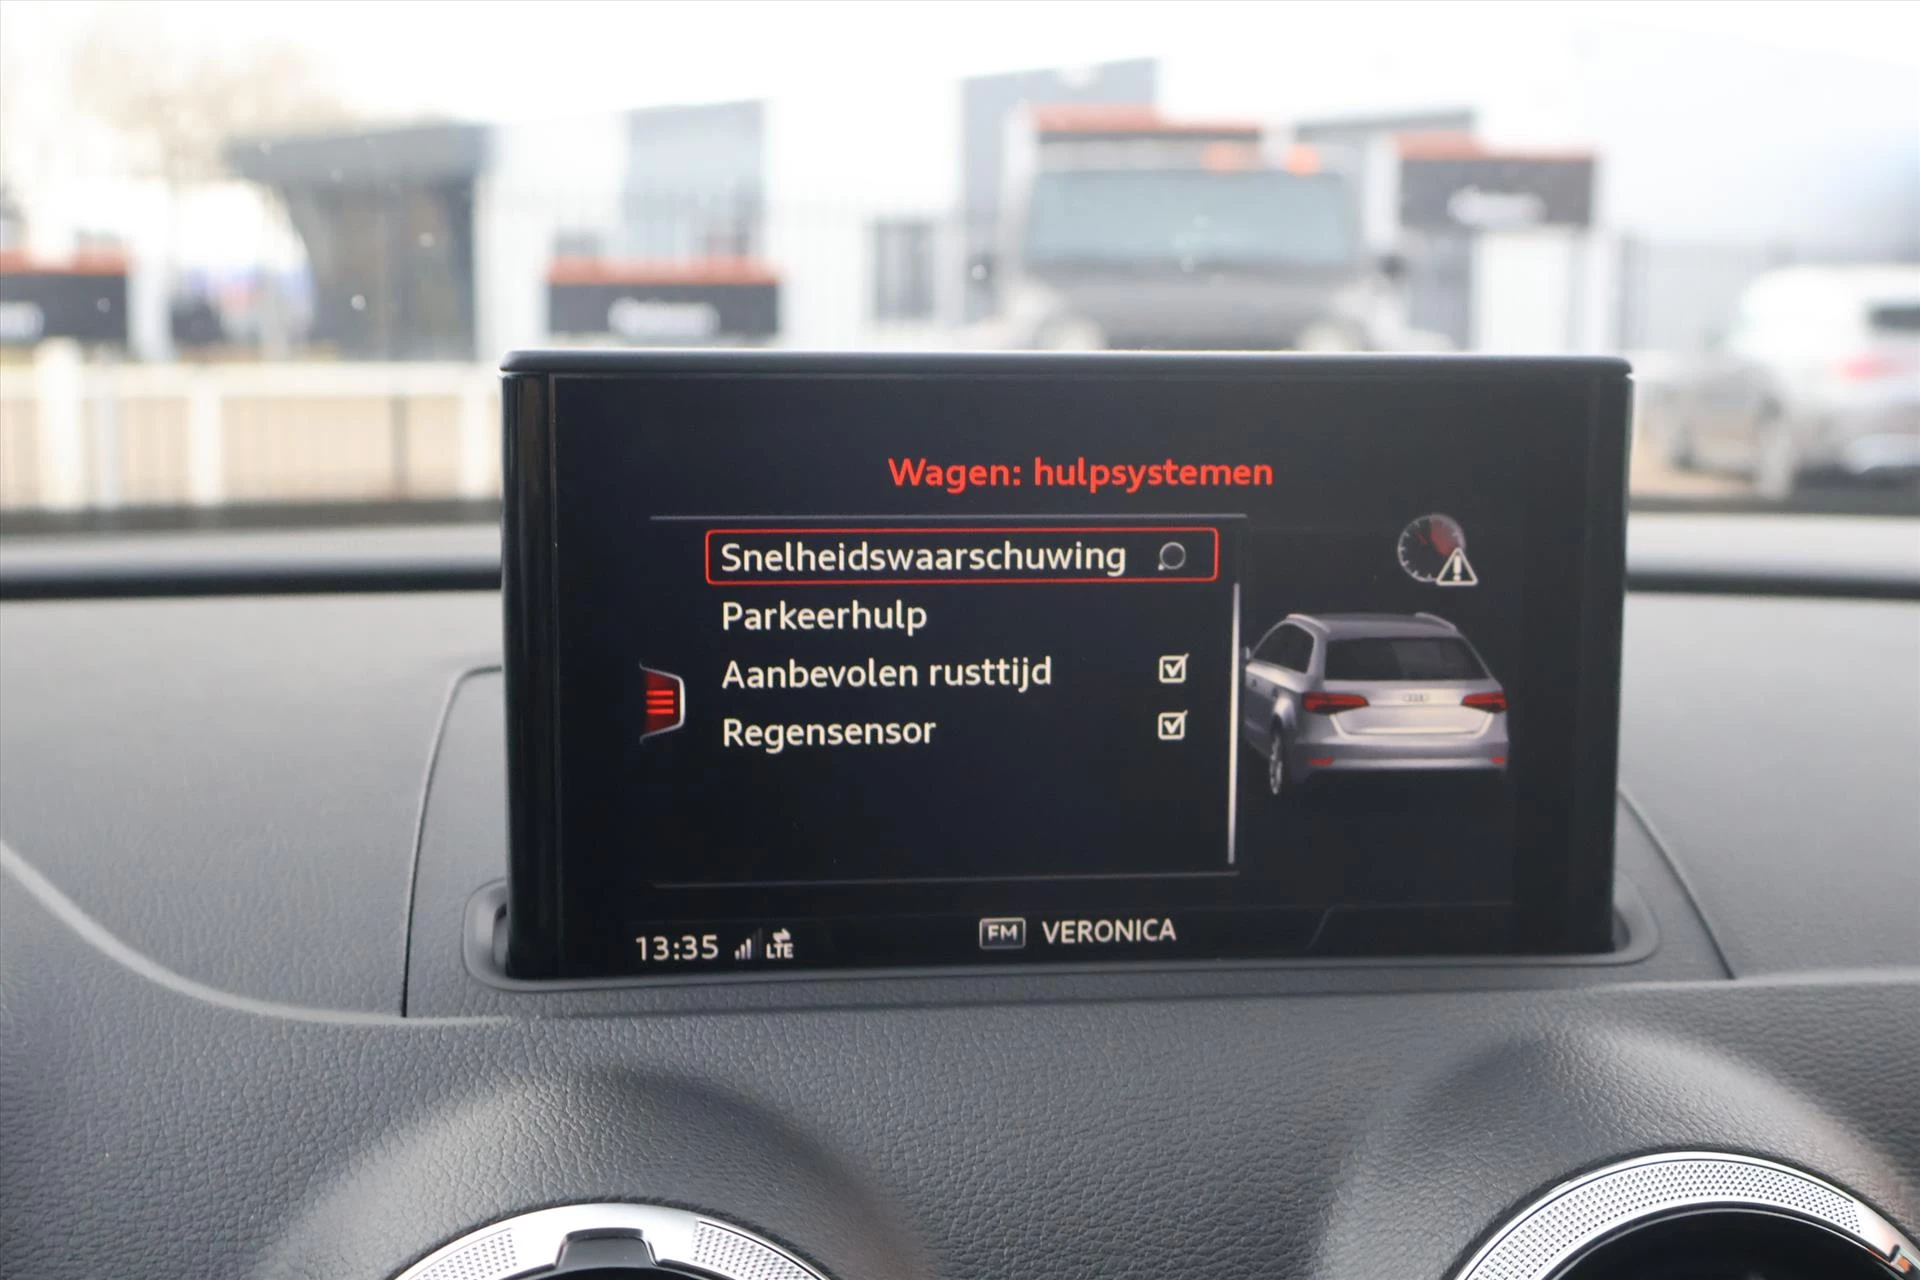 Wagen: hulpsystemen
Snelheidswaarschuwing
Parkeerhulp
Aanbevolen rusttijd
Regensensor
13:35 LTE FM VERONICA